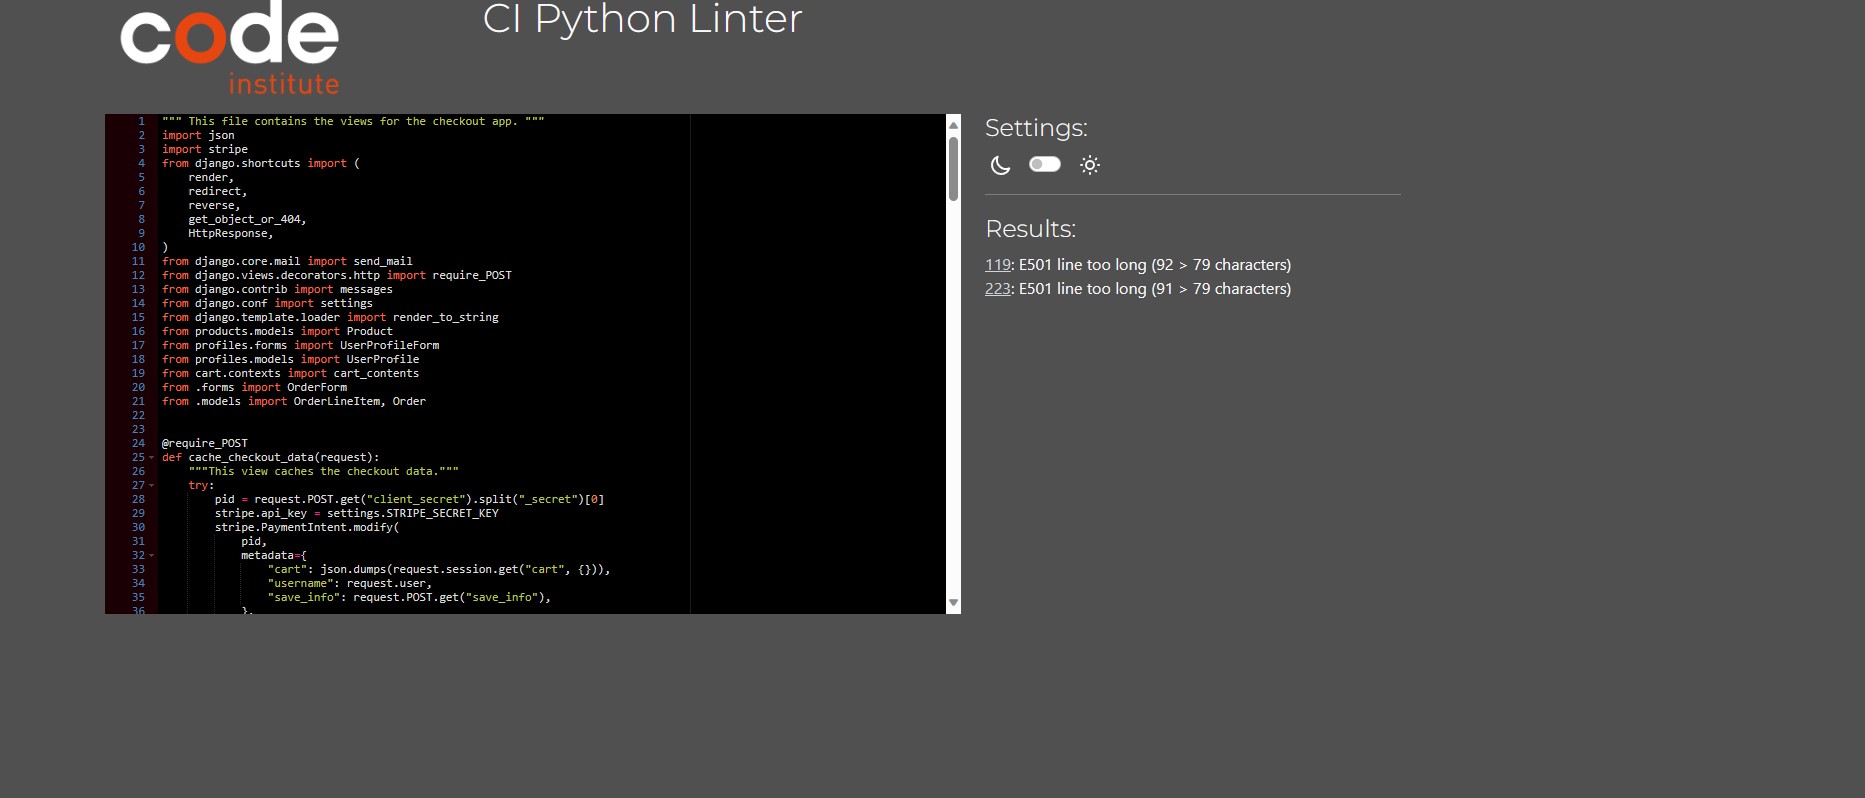 code
institute
CI Python Linter
1 """ This file contains the views for the checkout app. """
2 import json
3 import stripe
4 from django.shortcuts import (
5     render,
6     redirect,
7     reverse,
8     get_object_or_404,
9     HttpResponse,
10 )
11 from django.core.mail import send_mail
12 from django.views.decorators.http import require_POST
13 from django.contrib import messages
14 from django.conf import settings
15 from django.template.loader import render_to_string
16 from products.models import Product
17 from profiles.forms import UserProfileForm
18 from profiles.models import UserProfile
19 from cart.contexts import cart_contents
20 from .forms import OrderForm
21 from .models import OrderLineItem, Order
22
23
24 @require_POST
25 def cache_checkout_data(request):
26     """This view caches the checkout data."""
27     try:
28         pid = request.POST.get("client_secret").split("_secret")[0]
29         stripe.api_key = settings.STRIPE_SECRET_KEY
30         stripe.PaymentIntent.modify(
31             pid,
32             metadata={
33                 "cart": json.dumps(request.session.get("cart", {})),
34                 "username": request.user,
35                 "save_info": request.POST.get("save_info"),
36             },
Settings:
Results:
119: E501 line too long (92 > 79 characters)
223: E501 line too long (91 > 79 characters)